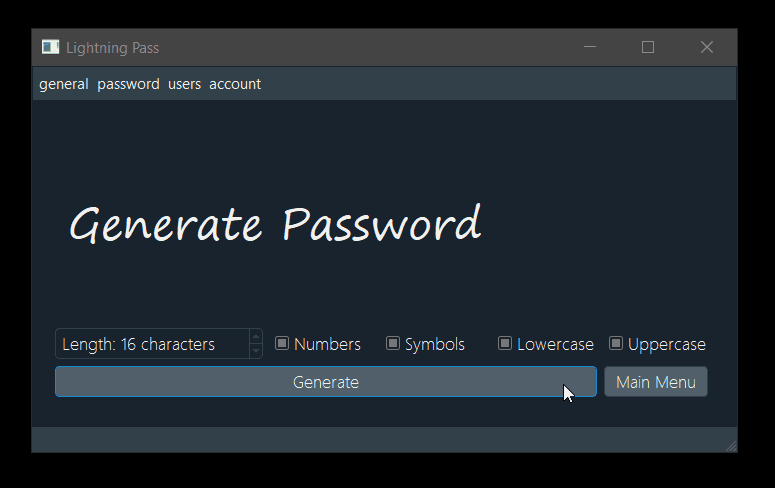 Lightning Pass
general password users account
Generate Password
Length: 16 characters Numbers Symbols Lowercase Uppercase
Generate Main Menu